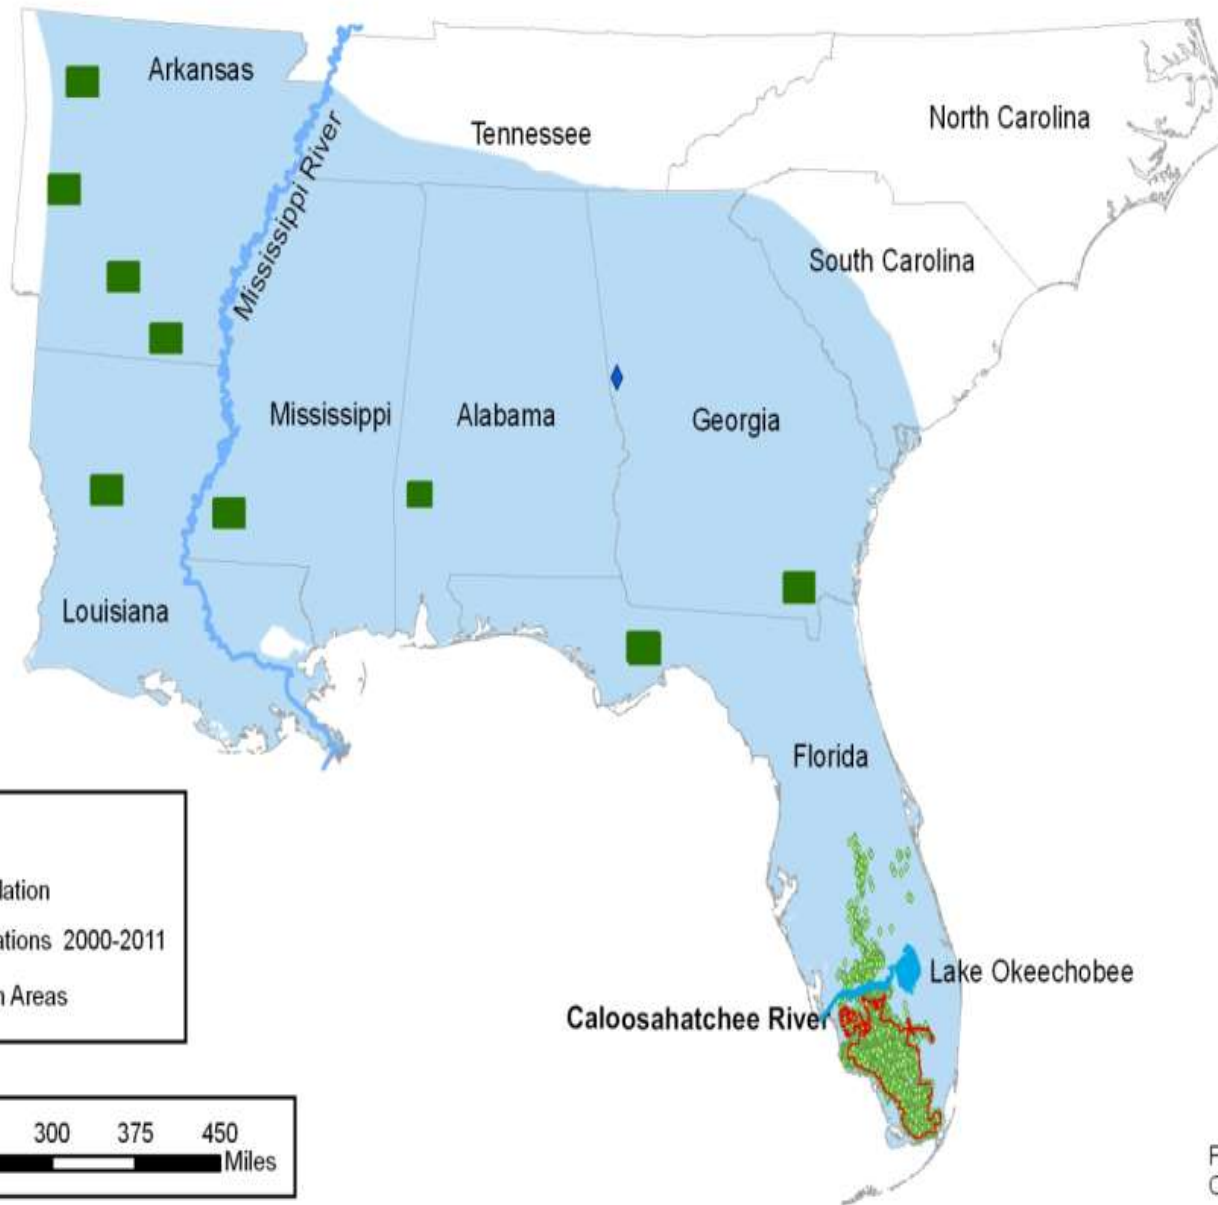 Arkansas
Mississippi River
Tennessee
North Carolina
South Carolina
Mississippi
Alabama
Georgia
Louisiana
Florida
lation
ations 2000-2011
n Areas
Lake Okeechobee
Caloosahatchee River
300 375 450
Miles